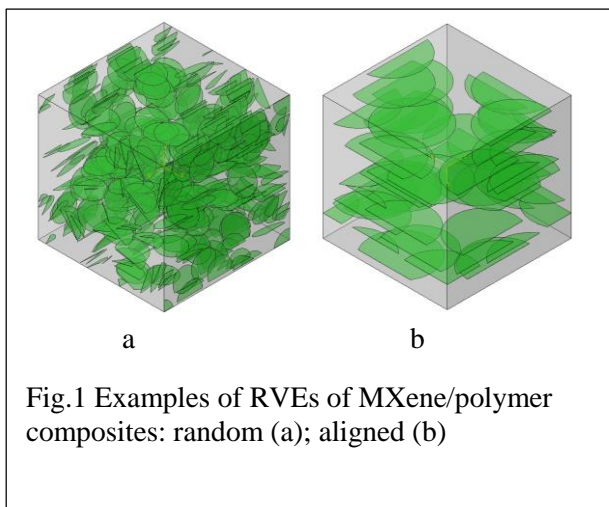 a b
Fig.1 Examples of RVEs of MXene/polymer
composites: random (a); aligned (b)